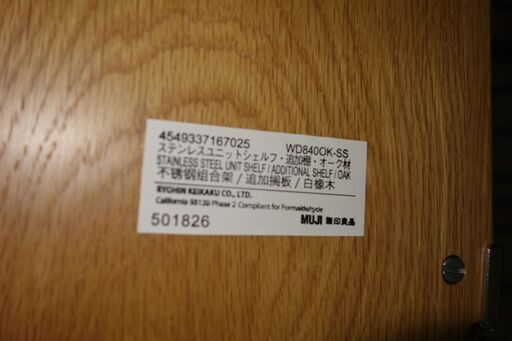 4549337167025 WD840OK-SS
ステンレスユニットシェルフ・追加棚・オーク材
STAINLESS STEEL UNIT SHELF / ADDITIONAL SHELF / OAK
不锈钢组合架 / 追加搁板 / 白橡木
RYOHIN KEIKAKU CO., LTD.
California 93120 Phase 2 Compliant for Formaldehyde
501826 MUJI 無印良品